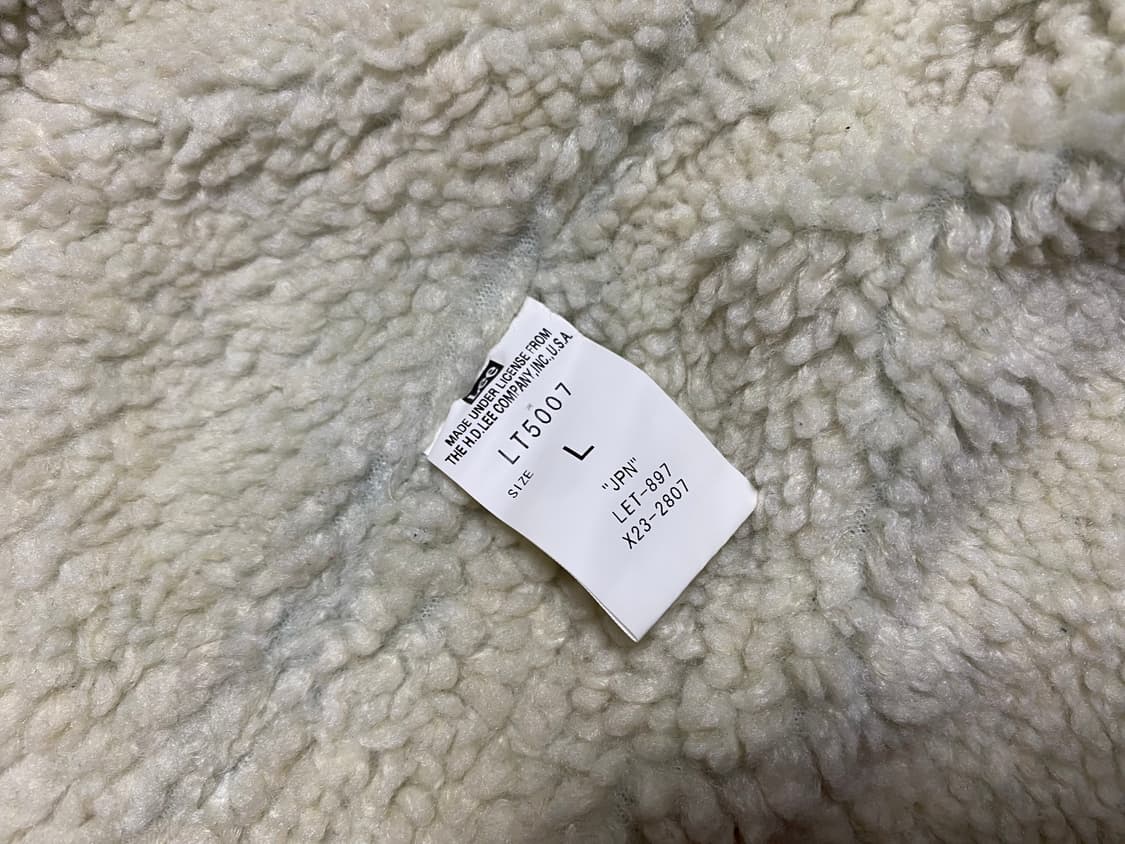 Lee
MADE UNDER LICENSE FROM
THE H.D.LEE COMPANY,INC.,U.S.A.
LT5007
SIZE L
"JPN"
LET-897
X23-2807